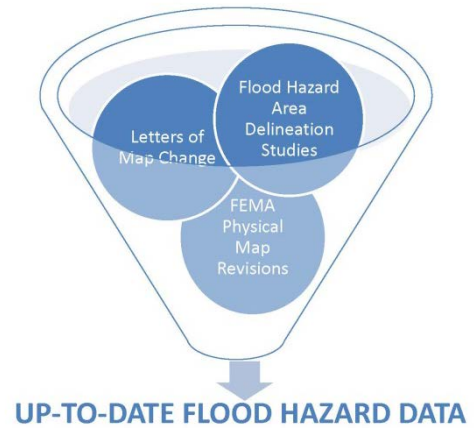 Flood Hazard
Area
Delineation
Studies
Letters of
Map Change
FEMA
Physical
Map
Revisions
UP-TO-DATE FLOOD HAZARD DATA